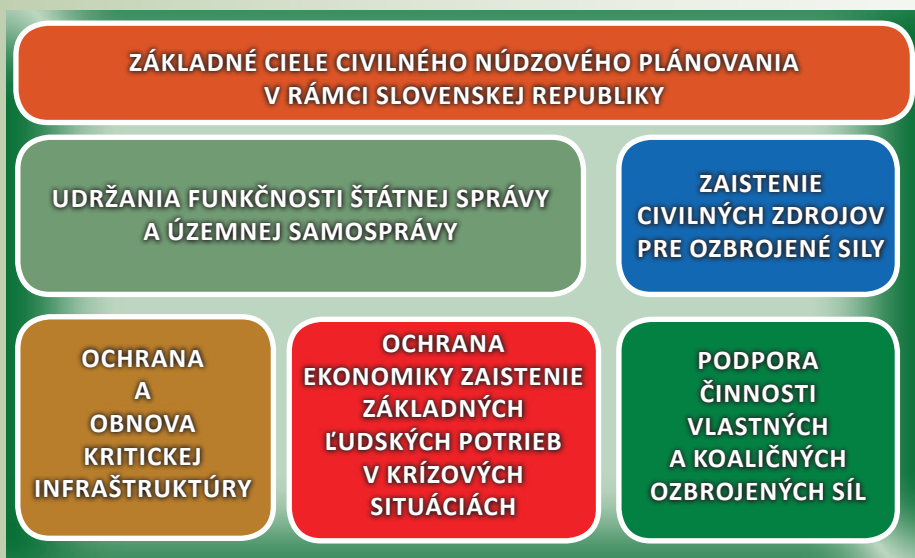 ZÁKLADNÉ CIELE CIVILNÉHO NÚDZOVÉHO PLÁNOVANIA
V RÁMCI SLOVENSKEJ REPUBLIKY
UDRŽANIA FUNKČNOSTI ŠTÁTNEJ SPRÁVY
A ÚZEMNEJ SAMOSPRÁVY
ZAISTENIE
CIVILNÝCH ZDROJOV
PRE OZBROJENÉ SILY
OCHRANA
A
OBNOVA
KRITICKEJ
INFRAŠTRUKTÚRY
OCHRANA
EKONOMIKY ZAISTENIE
ZÁKLADNÝCH
ĽUDSKÝCH POTRIEB
V KRÍZOVÝCH
SITUÁCIÁCH
PODPORA
ČINNOSTI
VLASTNÝCH
A KOALIČNÝCH
OZBROJENÝCH SÍL